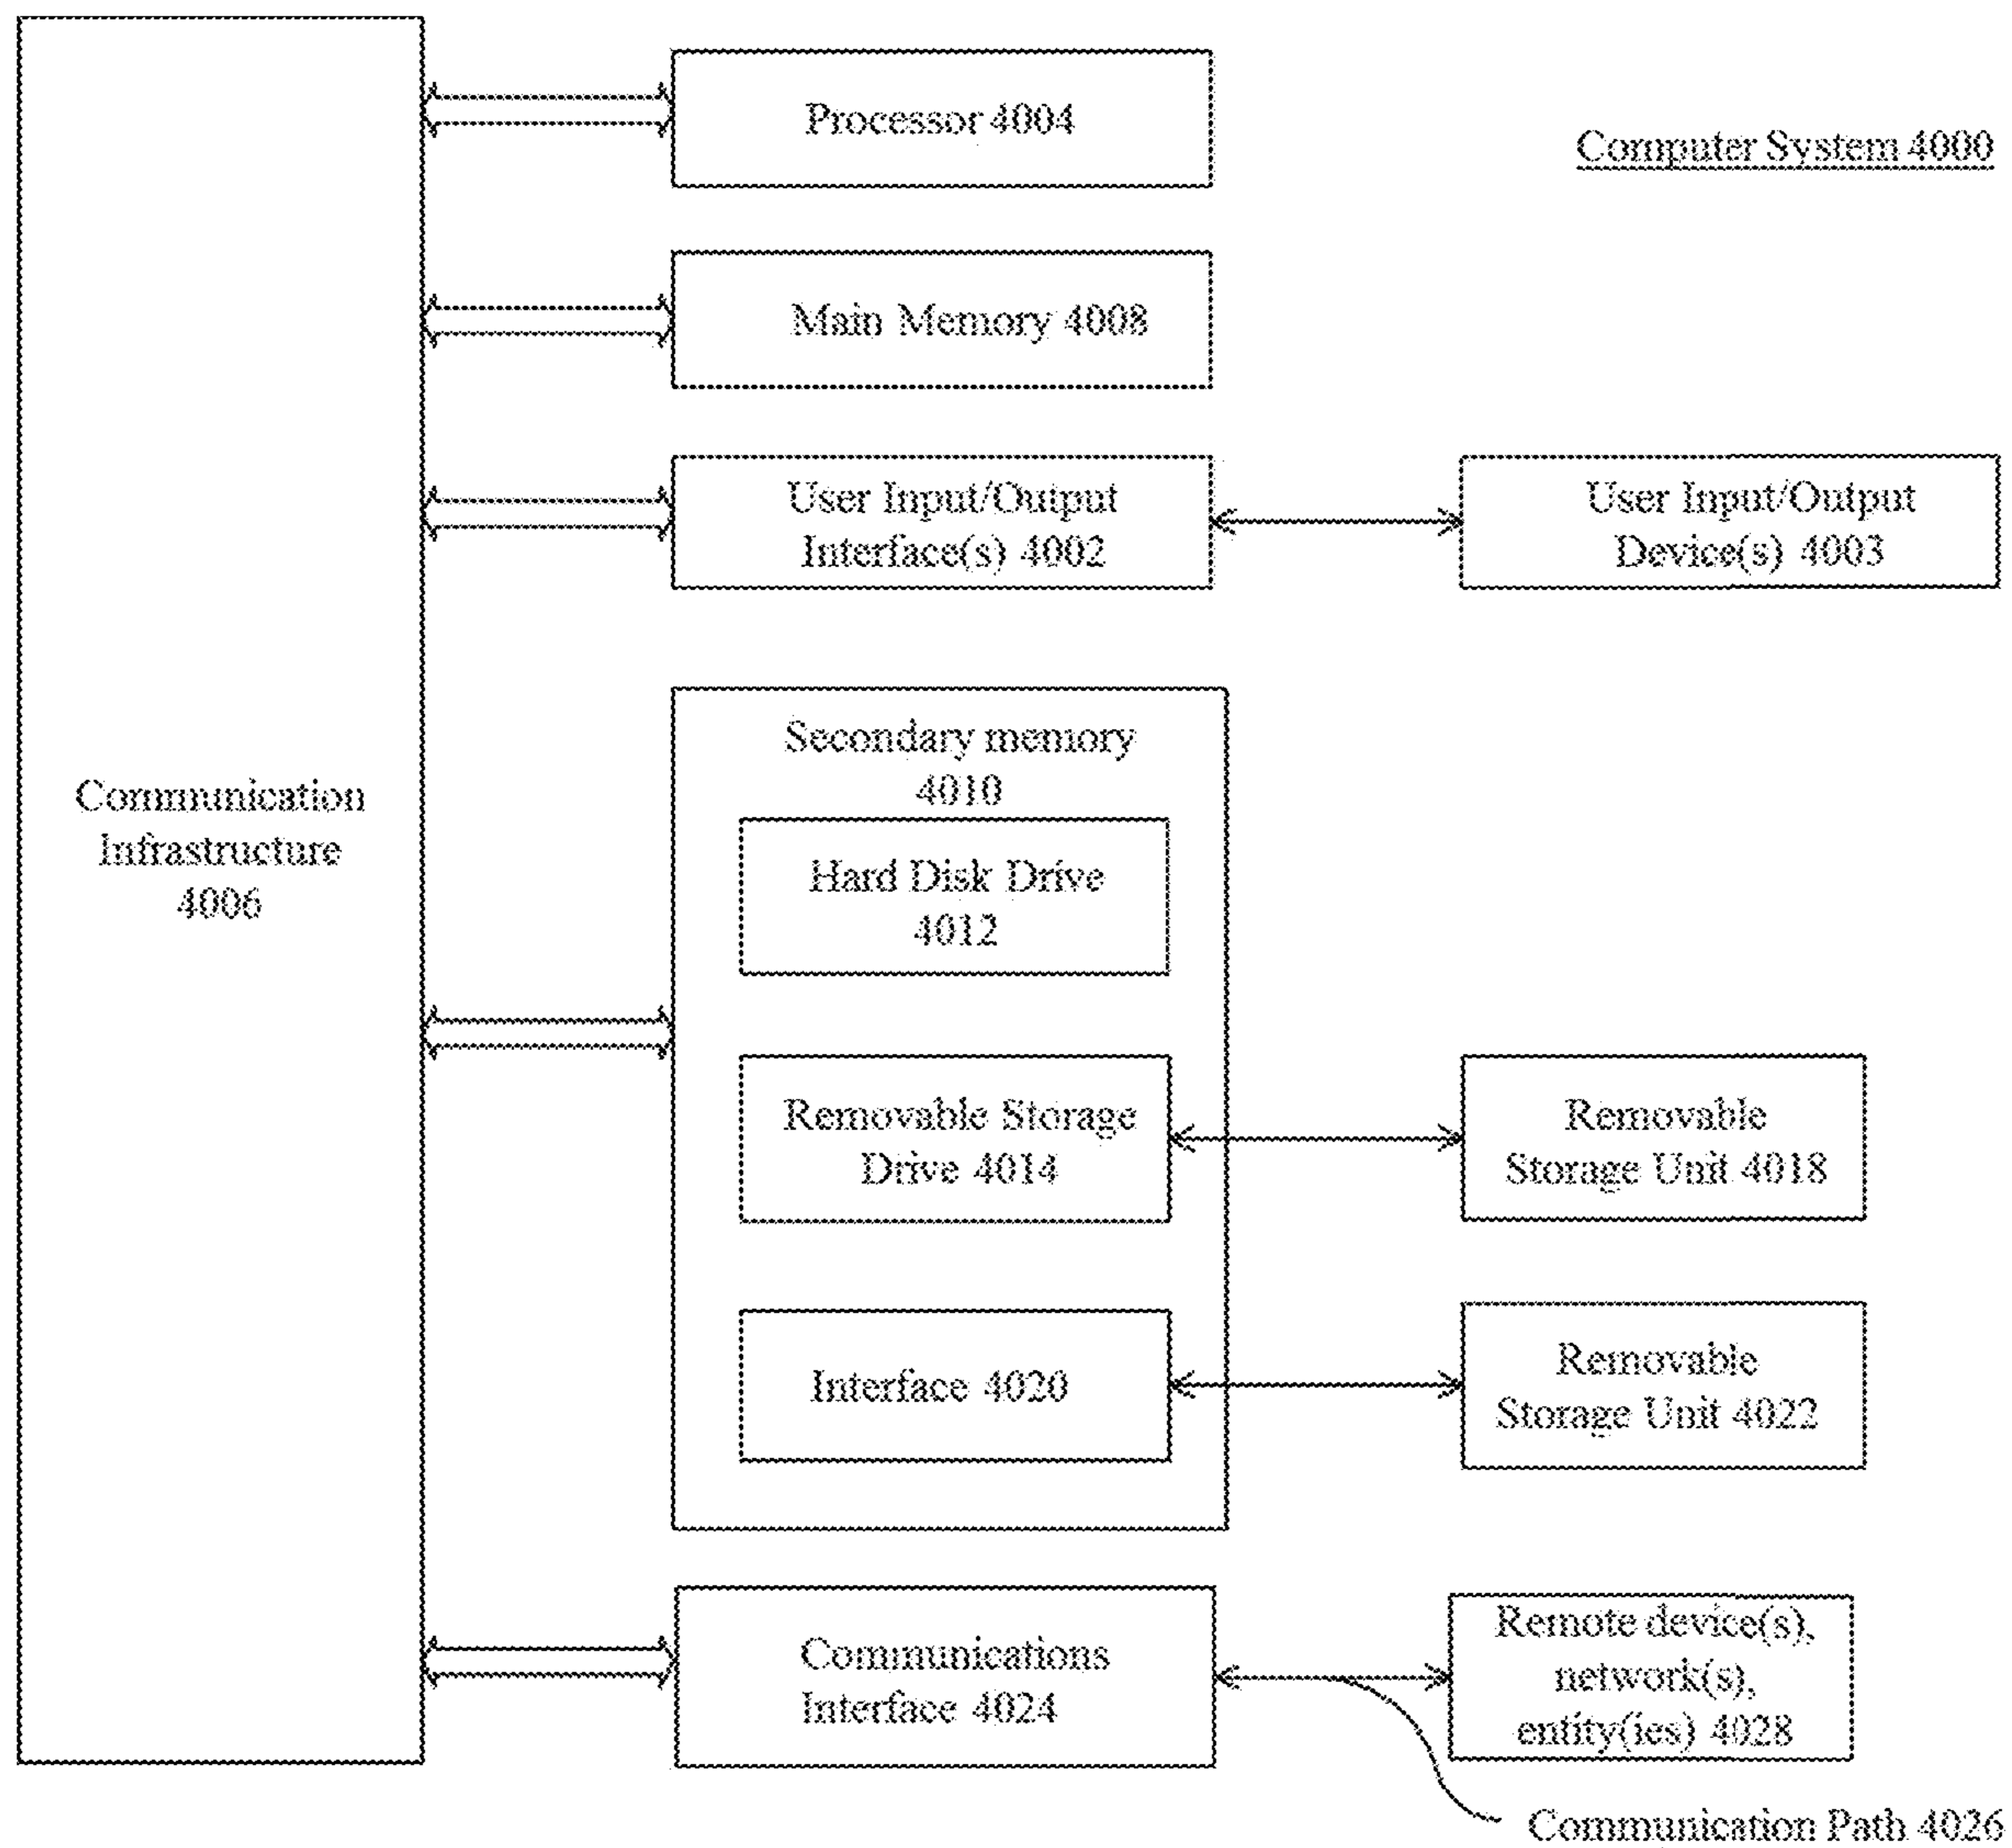 Processor 4004
Computer System 4000
Main Memory 4008
User Input/Output
Interface(s) 4002
User Input/Output
Device(s) 4003
Communication
Infrastructure
4006
Secondary memory
4010
Hard Disk Drive
4012
Removable Storage
Drive 4014
Removable
Storage Unit 4018
Interface 4020
Removable
Storage Unit 4022
Communications
Interface 4024
Remote device(s),
network(s),
entity(ies) 4028
Communication Path 4026